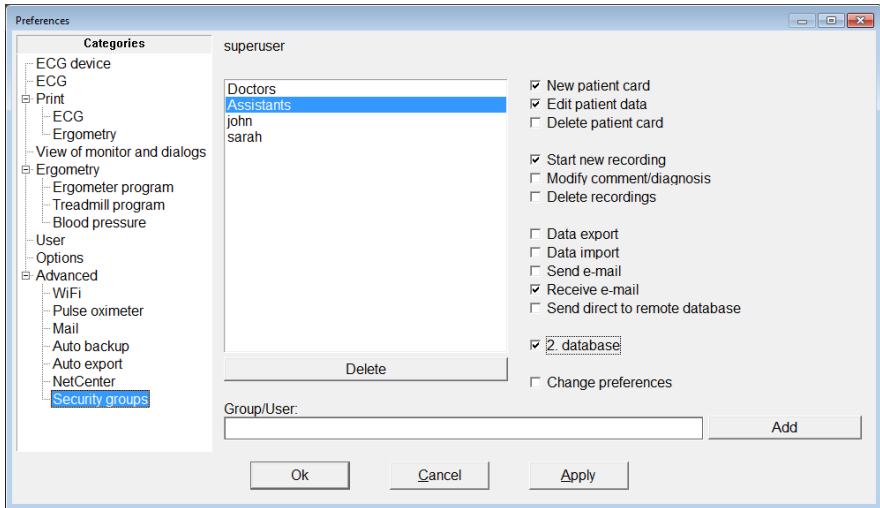 Preferences
Categories
ECG device
ECG
Print
ECG
Ergometry
View of monitor and dialogs
Ergometry
Ergometer program
Treadmill program
Blood pressure
User
Options
Advanced
WiFi
Pulse oximeter
Mail
Auto backup
Auto export
NetCenter
Security groups
superuser
Doctors
Assistants
john
sarah
Delete
New patient card
Edit patient data
Delete patient card
Start new recording
Modify comment/diagnosis
Delete recordings
Data export
Data import
Send e-mail
Receive e-mail
Send direct to remote database
2. database
Change preferences
Group/User:
Add
Ok
Cancel
Apply